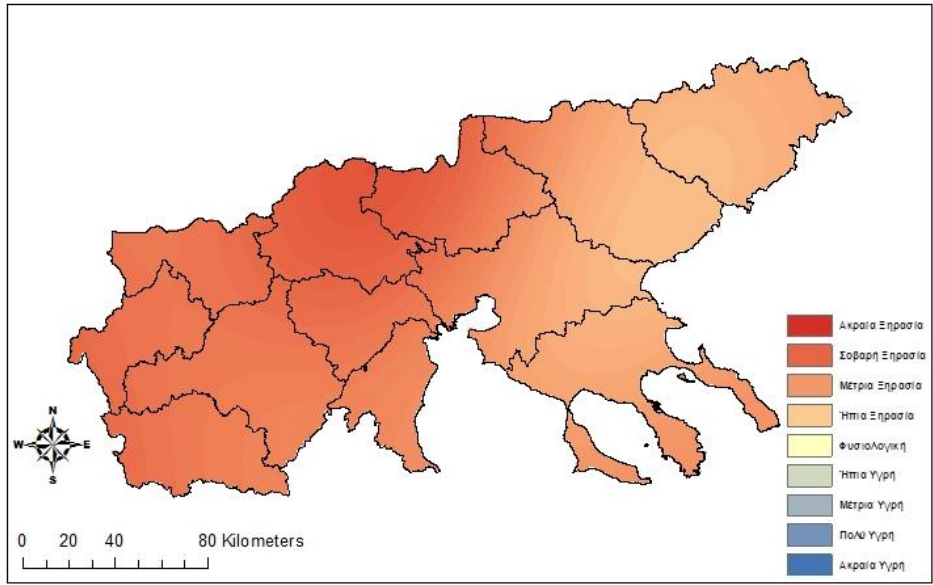 Ακραία Ξηρασία
Σοβαρή Ξηρασία
Μέτρια Ξηρασία
Ήπια Ξηρασία
Φυσιολογική
Ήπια Υγρή
Μέτρια Υγρή
Πολύ Υγρή
Ακραία Υγρή
N
W E
S
0 20 40 80 Kilometers